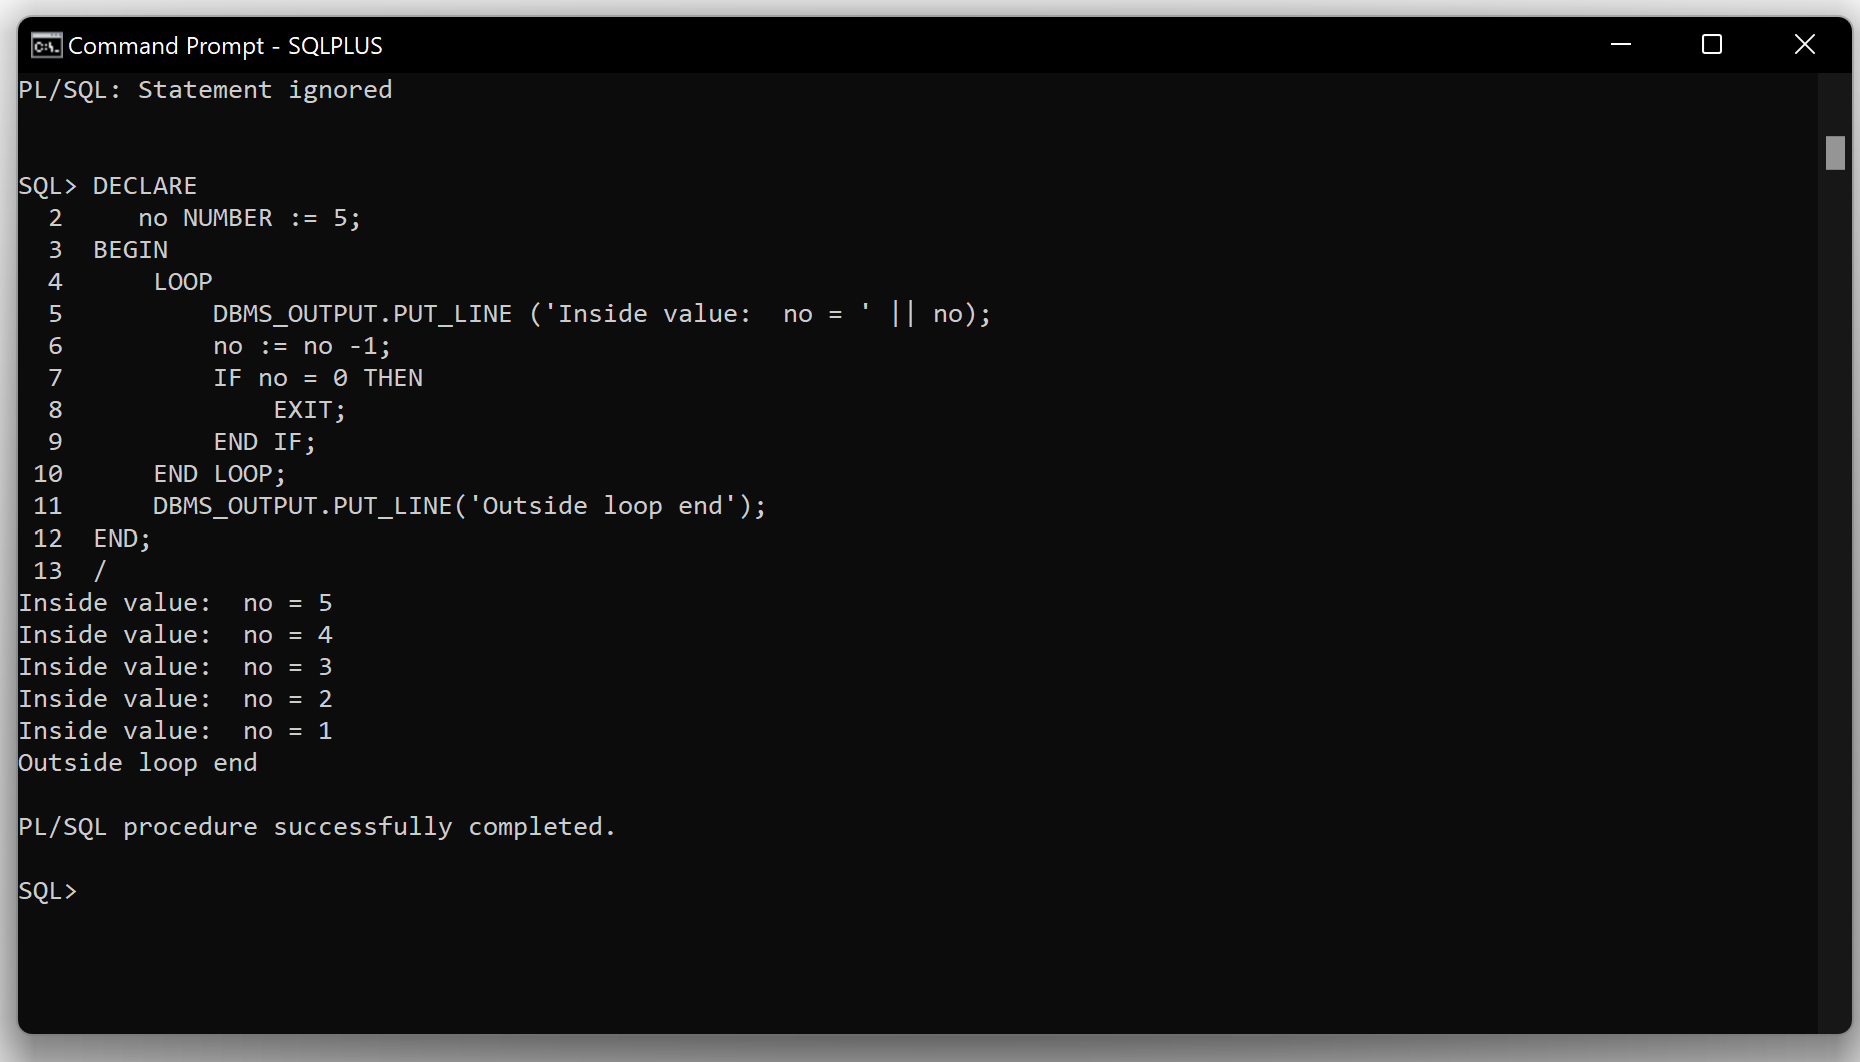 Command Prompt - SQLPLUS
PL/SQL: Statement ignored
SQL> DECLARE
  2     no NUMBER := 5;
  3  BEGIN
  4      LOOP
  5          DBMS_OUTPUT.PUT_LINE ('Inside value:  no = ' || no);
  6          no := no -1;
  7          IF no = 0 THEN
  8              EXIT;
  9          END IF;
 10      END LOOP;
 11      DBMS_OUTPUT.PUT_LINE('Outside loop end');
 12  END;
 13  /
Inside value:  no = 5
Inside value:  no = 4
Inside value:  no = 3
Inside value:  no = 2
Inside value:  no = 1
Outside loop end
PL/SQL procedure successfully completed.
SQL>